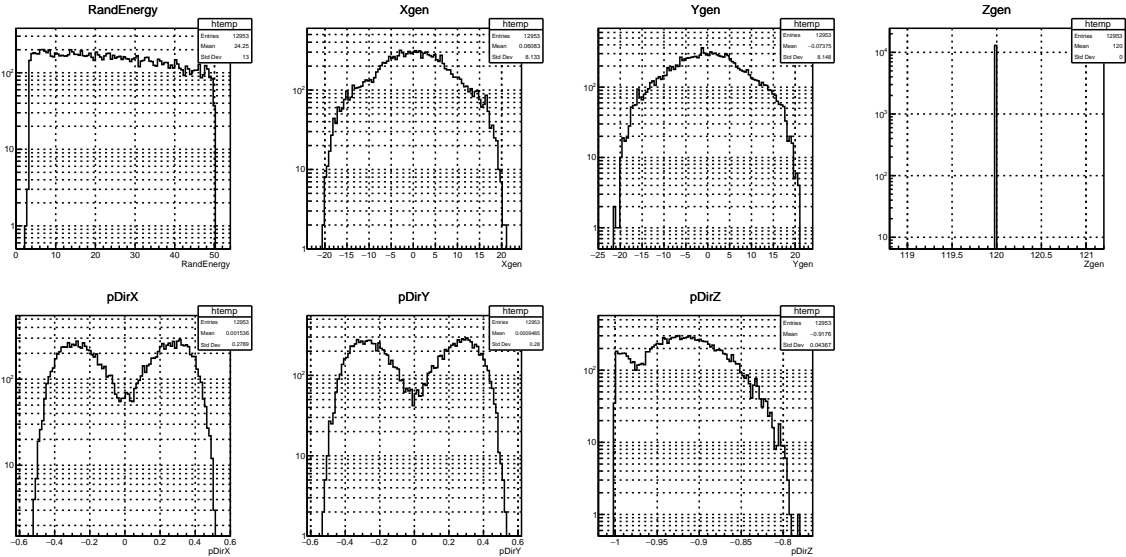 RandEnergy
htemp
Entries 12953
Mean 24.25
Std Dev 13
10²
10
1
0 10 20 30 40 50
RandEnergy
Xgen
htemp
Entries 12953
Mean 0.06083
Std Dev 8.133
10²
10
1
−20 −15 −10 −5 0 5 10 15 20
Xgen
Ygen
htemp
Entries 12953
Mean −0.07375
Std Dev 8.146
10²
10
1
−25 −20 −15 −10 −5 0 5 10 15 20
Ygen
Zgen
htemp
Entries 12953
Mean 120
Std Dev 0
10⁴
10³
10²
10
119 119.5 120 120.5 121
Zgen
pDirX
htemp
Entries 12953
Mean 0.001536
Std Dev 0.2789
10²
10
−0.6 −0.4 −0.2 0 0.2 0.4 0.6
pDirX
pDirY
htemp
Entries 12953
Mean 0.0009485
Std Dev 0.28
10²
10
1
−0.6 −0.4 −0.2 0 0.2 0.4 0.6
pDirY
pDirZ
htemp
Entries 12953
Mean −0.9176
Std Dev 0.04367
10²
10
1
−1 −0.95 −0.9 −0.85 −0.8
pDirZ